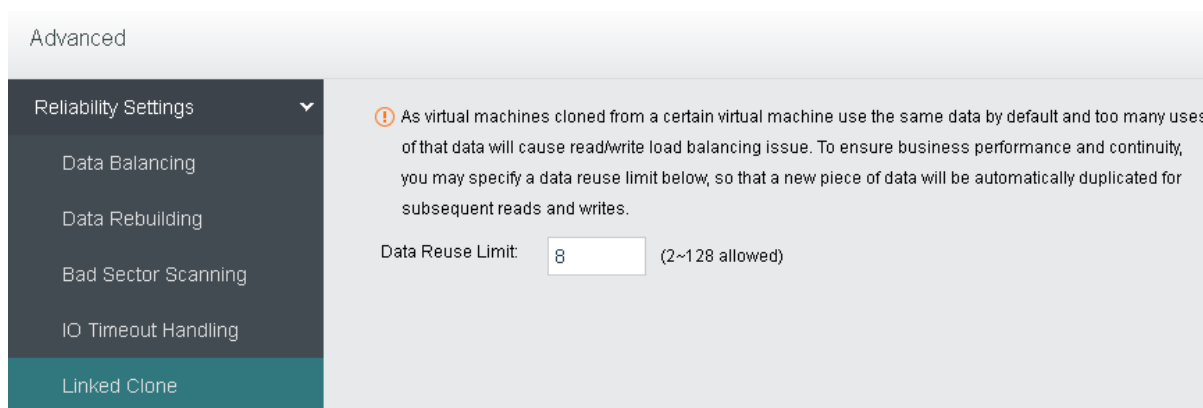 Advanced
Reliability Settings
Data Balancing
Data Rebuilding
Bad Sector Scanning
IO Timeout Handling
Linked Clone
As virtual machines cloned from a certain virtual machine use the same data by default and too many uses
of that data will cause read/write load balancing issue. To ensure business performance and continuity,
you may specify a data reuse limit below, so that a new piece of data will be automatically duplicated for
subsequent reads and writes.
Data Reuse Limit: 8 (2~128 allowed)